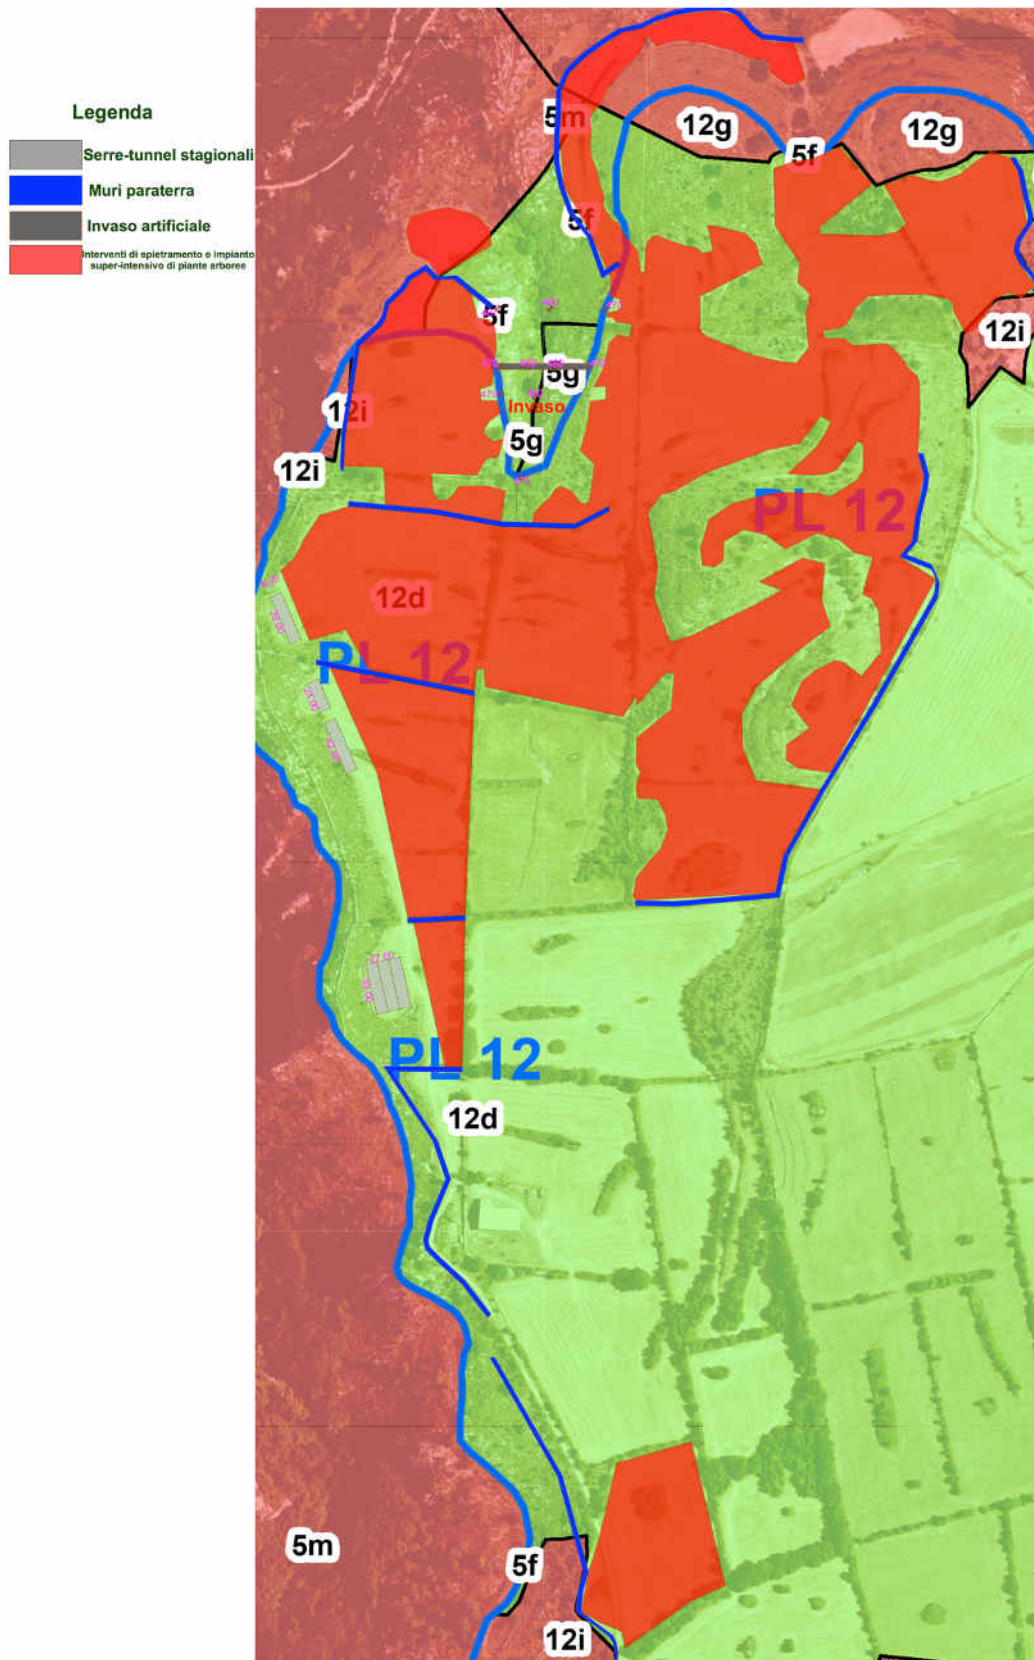 Legenda
Serre-tunnel stagionali
Muri paraterra
Invaso artificiale
Interventi di spietramento e impianto
super-intensivo di piante arboree
5m
12g
12g
5f
5f
5f
12i
5g
Invaso
12i
5g
12i
PL 12
12d
PL 12
PL 12
12d
5m
5f
12i